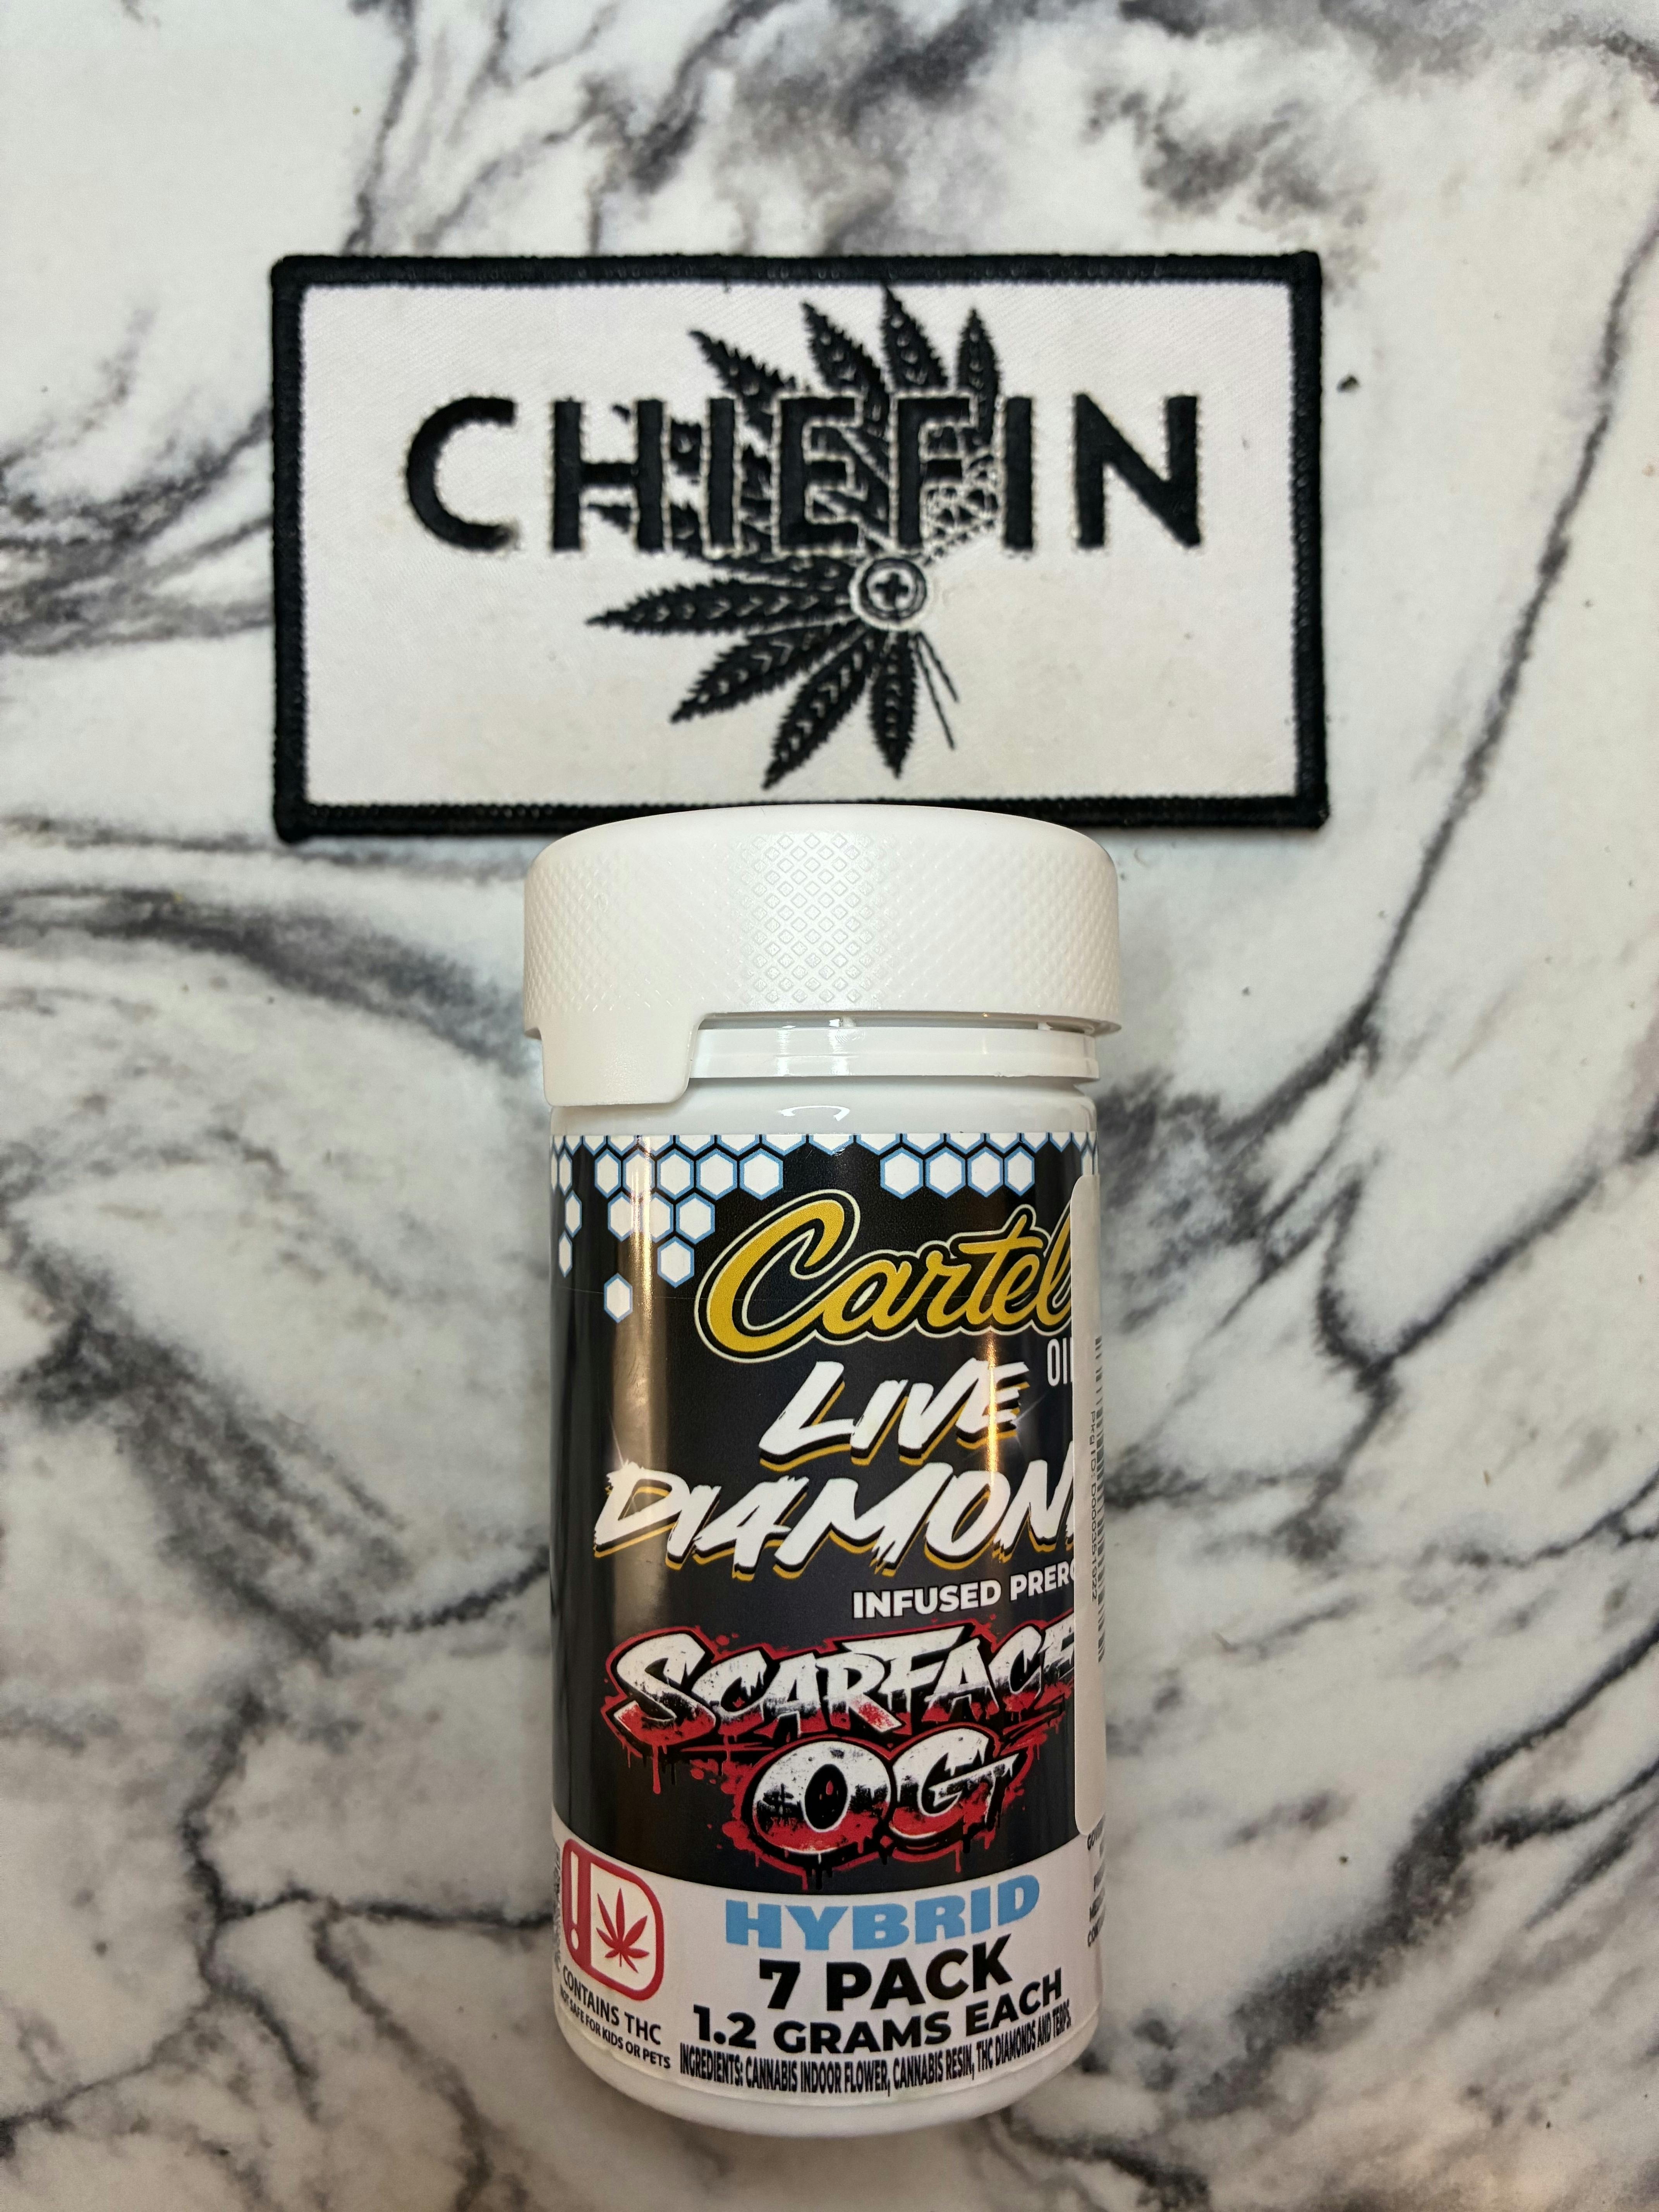 CHIEFIN
Cartel
OIL
LIVE
DIAMON
INFUSED PRERO
SCARFACE
OG
HYBRID
7 PACK
1.2 GRAMS EACH
INGREDIENTS: CANNABIS INDOOR FLOWER, CANNABIS RESIN, THC DIAMONDS AND TERPS.
CONTAINS THC
NOT SAFE FOR KIDS OR PETS